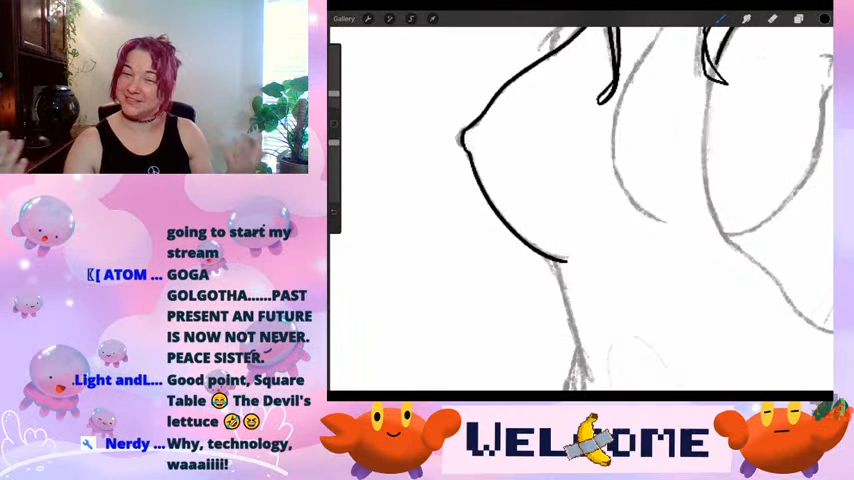 Gallery
going to start my
stream
ATOM ... GOGA
GOLGOTHA......PAST
PRESENT AN FUTURE
IS NOW NOT NEVER.
PEACE SISTER.
.Light andL.... Good point, Square
Table 😂 The Devil's
lettuce 🤣😆
Nerdy ... Why, technology,
waaaiiii!
WELCOME